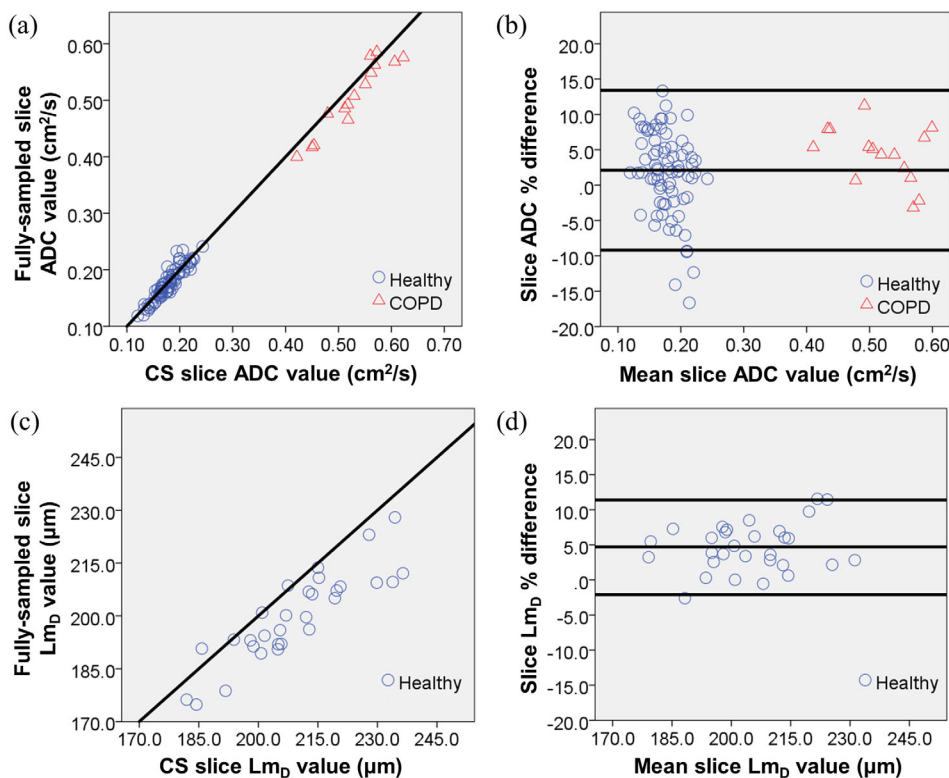 (a)
Fully-sampled slice
ADC value (cm²/s)
0.60
0.50
0.40
0.30
0.20
0.10
Healthy
COPD
0.10 0.20 0.30 0.40 0.50 0.60 0.70
CS slice ADC value (cm²/s)
(b)
Slice ADC % difference
20.0
15.0
10.0
5.0
.0
-5.0
-10.0
-15.0
-20.0
Healthy
COPD
0.10 0.20 0.30 0.40 0.50 0.60
Mean slice ADC value (cm²/s)
(c)
Fully-sampled slice
LmD value (µm)
245.0
230.0
215.0
200.0
185.0
170.0
Healthy
170.0 185.0 200.0 215.0 230.0 245.0
CS slice LmD value (µm)
(d)
Slice LmD % difference
20.0
15.0
10.0
5.0
.0
-5.0
-10.0
-15.0
-20.0
Healthy
170.0 185.0 200.0 215.0 230.0 245.0
Mean slice LmD value (µm)